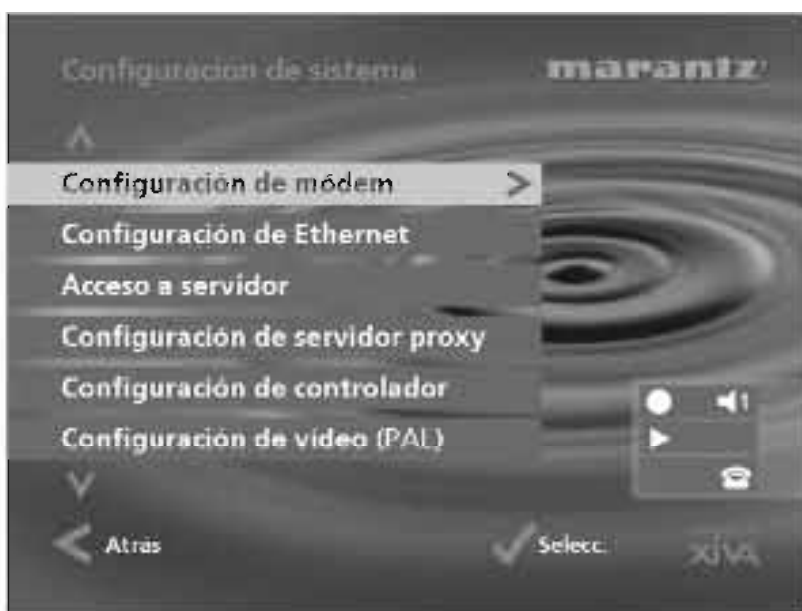 Configuración de sistema
marantz
Configuración de módem
Configuración de Ethernet
Acceso a servidor
Configuración de servidor proxy
Configuración de controlador
Configuración de vídeo (PAL)
1
Atrás
Selecc.
xiva